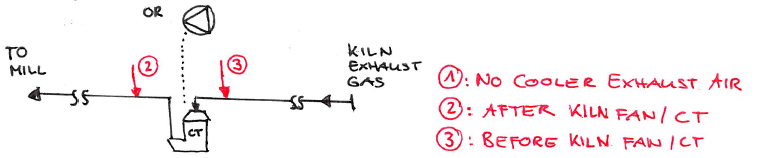 OR
TO
MILL
②
③
KILN
EXHAUST
GAS
CT
①: NO COOLER EXHAUST AIR
②: AFTER KILN FAN/CT
③: BEFORE KILN FAN/CT